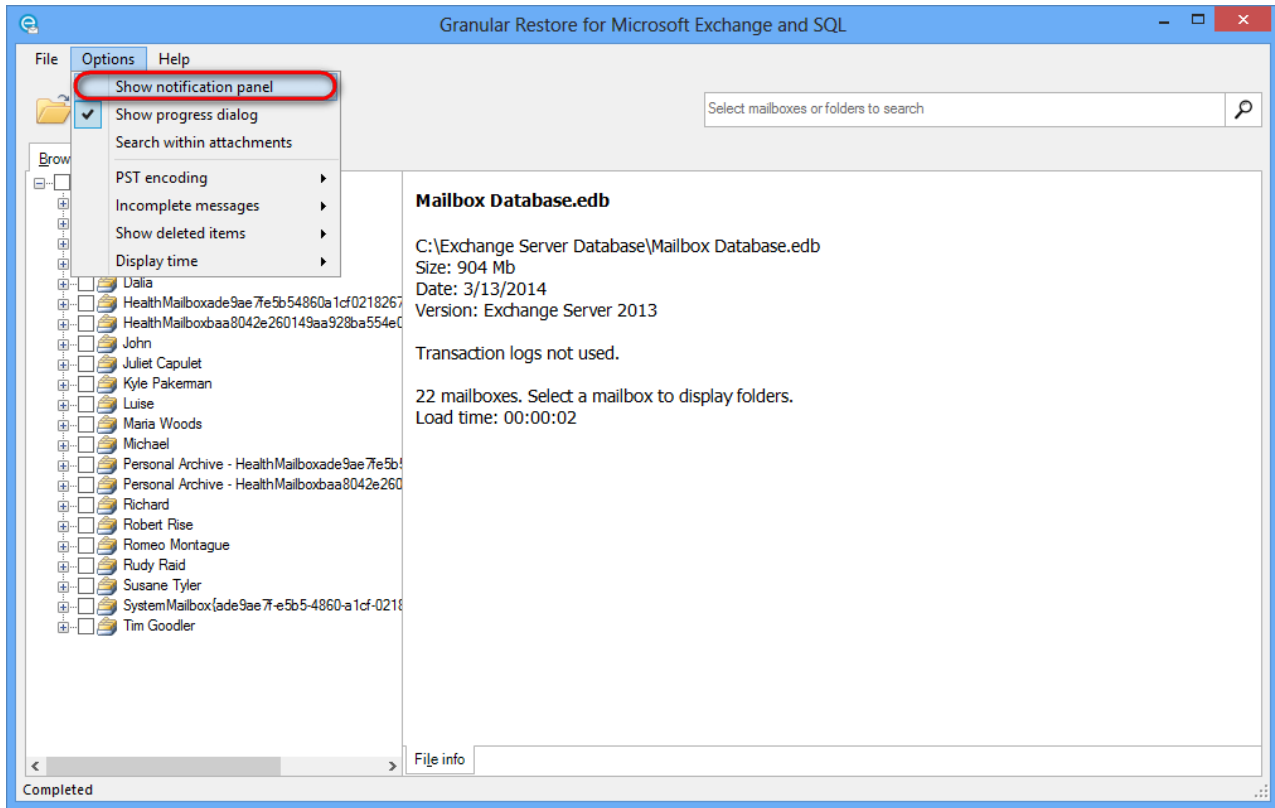 Granular Restore for Microsoft Exchange and SQL
File Options Help
Show notification panel
Show progress dialog
Search within attachments
PST encoding
Incomplete messages
Show deleted items
Display time
Select mailboxes or folders to search
Brow
Dalia
HealthMailboxade9ae7fe5b54860a1cf0218267
HealthMailboxbaa8042e260149aa928ba554e0
John
Juliet Capulet
Kyle Pakerman
Luise
Maria Woods
Michael
Personal Archive - HealthMailboxade9ae7fe5b5
Personal Archive - HealthMailboxbaa8042e260
Richard
Robert Rise
Romeo Montague
Rudy Raid
Susane Tyler
SystemMailbox{ade9ae7f-e5b5-4860-a1cf-0218
Tim Goodler
Mailbox Database.edb
C:\Exchange Server Database\Mailbox Database.edb
Size: 904 Mb
Date: 3/13/2014
Version: Exchange Server 2013
Transaction logs not used.
22 mailboxes. Select a mailbox to display folders.
Load time: 00:00:02
File info
Completed